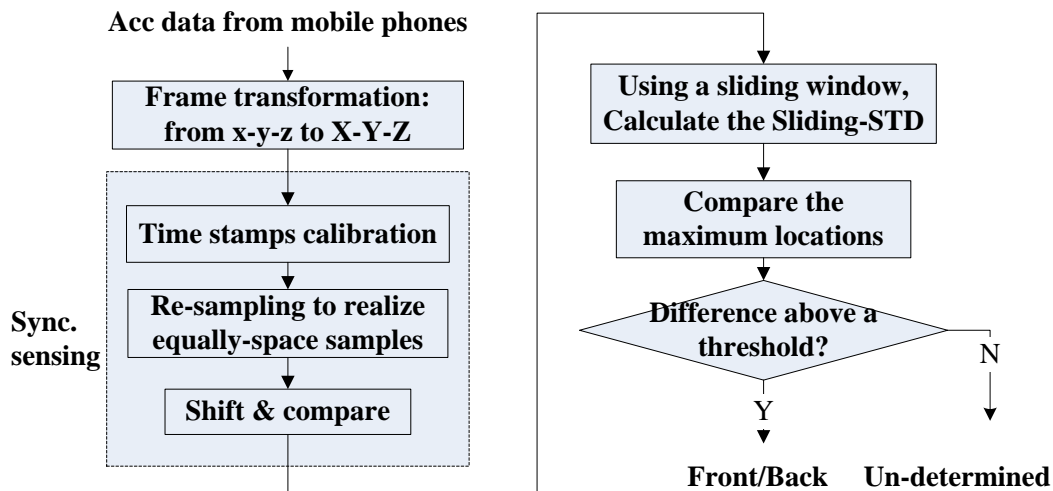 Acc data from mobile phones
Frame transformation:
from x-y-z to X-Y-Z
Sync.
sensing
Time stamps calibration
Re-sampling to realize
equally-space samples
Shift & compare
Using a sliding window,
Calculate the Sliding-STD
Compare the
maximum locations
Difference above a
threshold?
N
Y
Front/Back
Un-determined